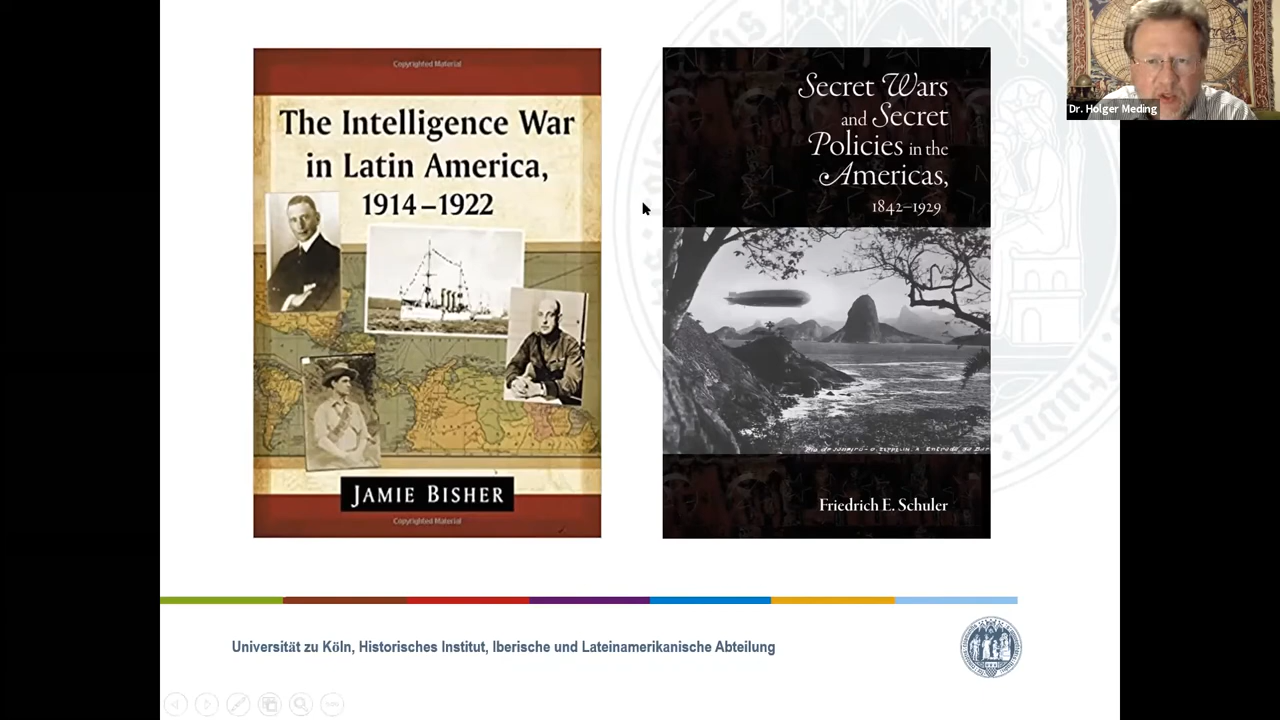 Copyrighted Material
The Intelligence War
in Latin America,
1914–1922
JAMIE BISHER
Copyrighted Material
Secret Wars
and Secret
Policies in the
Americas,
1842–1929
Friedrich E. Schuler
Dr. Holger Meding
Universität zu Köln, Historisches Institut, Iberische und Lateinamerikanische Abteilung